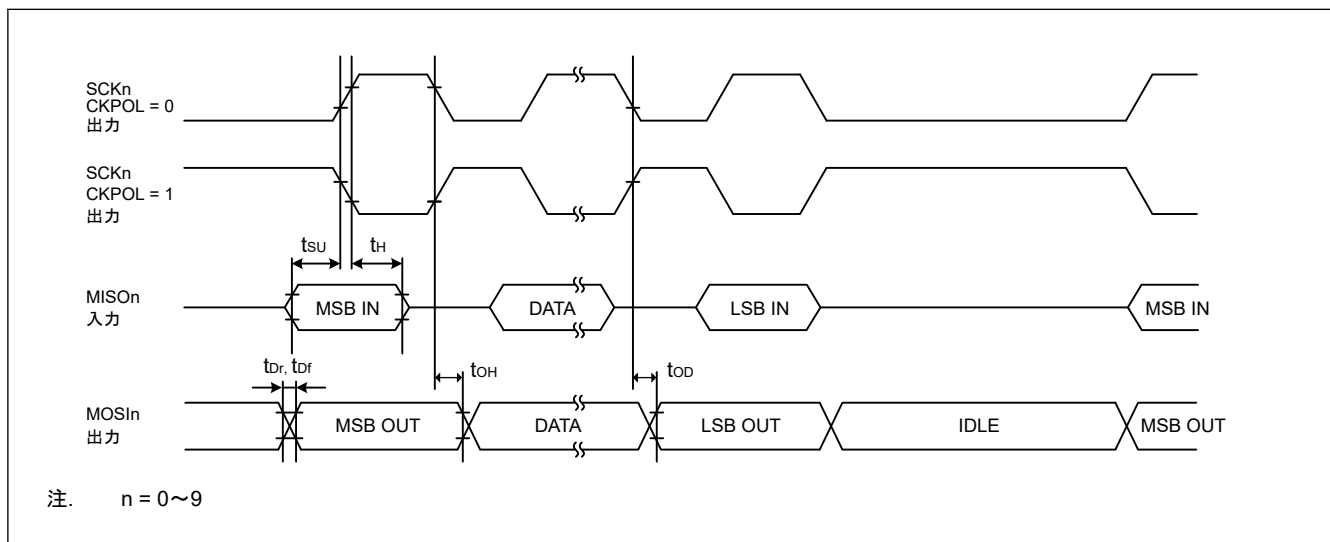 SCKn
CKPOL = 0
出力
SCKn
CKPOL = 1
出力
tSU
tH
MISOn
入力
MSB IN
DATA
LSB IN
MSB IN
tDr, tDf
tOH
tOD
MOSIn
出力
MSB OUT
DATA
LSB OUT
IDLE
MSB OUT
注. n = 0～9